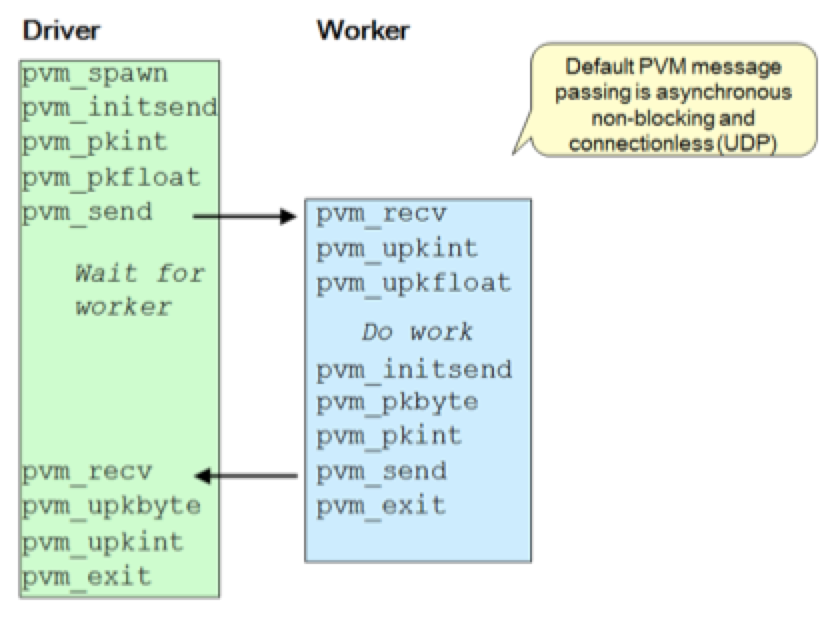 Driver
pvm_spawn
pvm_initsend
pvm_pkint
pvm_pkfloat
pvm_send
Wait for
worker
pvm_recv
pvm_upkbyte
pvm_upkint
pvm_exit
Worker
pvm_recv
pvm_upkint
pvm_upkfloat
Do work
pvm_initsend
pvm_pkbyte
pvm_pkint
pvm_send
pvm_exit
Default PVM message
passing is asynchronous
non-blocking and
connectionless (UDP)